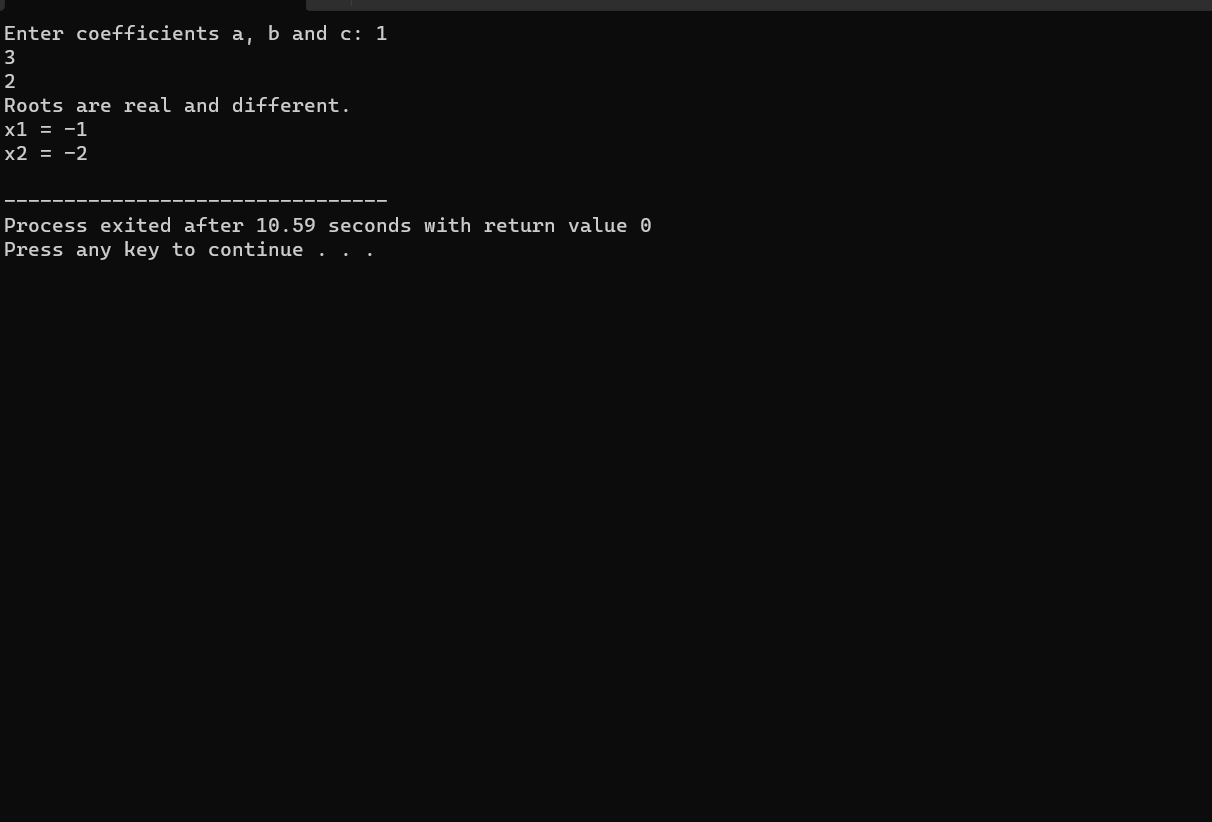 Enter coefficients a, b and c: 1
3
2
Roots are real and different.
x1 = -1
x2 = -2
--------------------------------
Process exited after 10.59 seconds with return value 0
Press any key to continue . . .